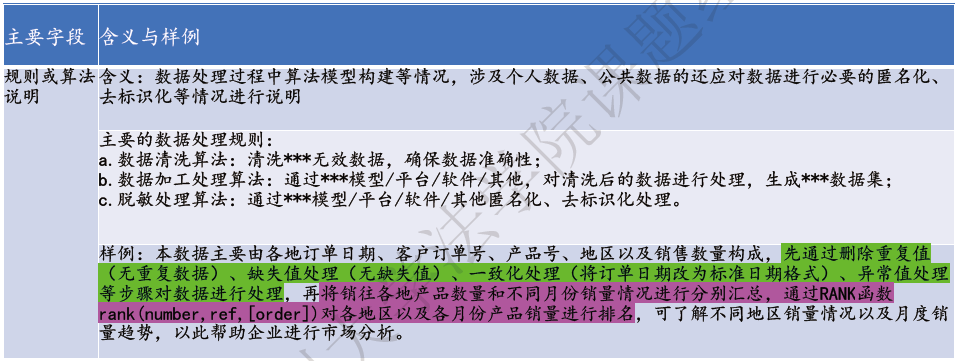 主要字段 含义与样例
规则或算法 含义：数据处理过程中算法模型构建等情况，涉及个人数据、公共数据的还应对数据进行必要的匿名化、
说明 去标识化等情况进行说明
主要的数据处理规则：
a.数据清洗算法：清洗***无效数据，确保数据准确性；
b.数据加工处理算法：通过***模型/平台/软件/其他，对清洗后的数据进行处理，生成***数据集；
c.脱敏处理算法：通过***模型/平台/软件/其他匿名化、去标识化处理。
样例：本数据主要由各地订单日期、客户订单号、产品号、地区以及销售数量构成，先通过删除重复值
（无重复数据）、缺失值处理（无缺失值）、一致化处理（将订单日期改为标准日期格式）、异常值处理
等步骤对数据进行处理，再将销往各地产品数量和不同月份销量情况进行分别汇总，通过RANK函数
rank(number,ref,[order])对各地区以及各月份产品销量进行排名，可了解不同地区销量情况以及月度销
量趋势，以此帮助企业进行市场分析。
法学院课题